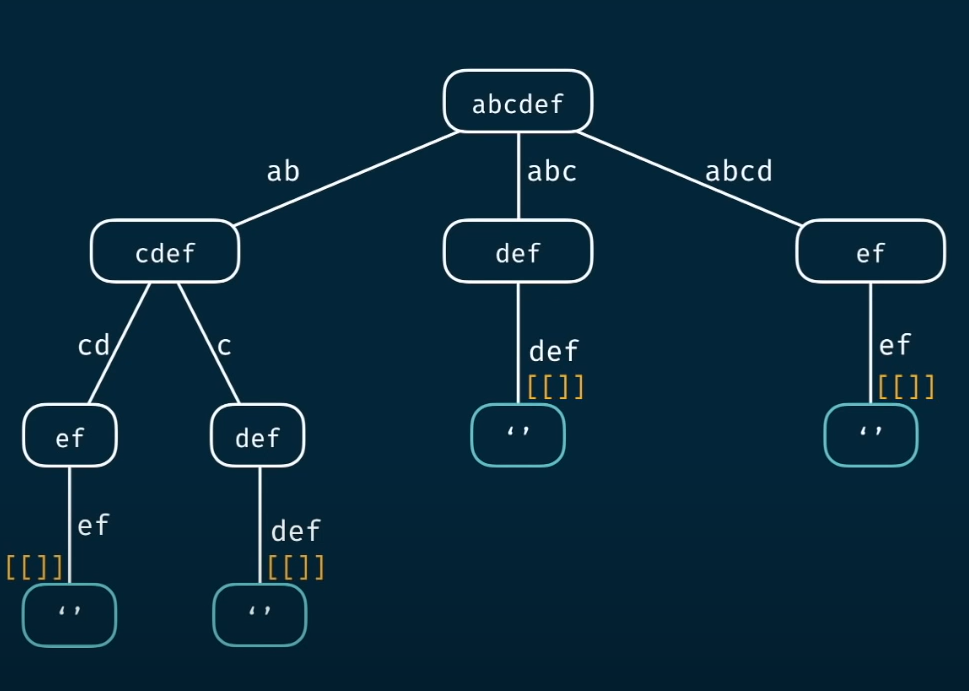 abcdef
ab abc abcd
cdef def ef
cd c def ef
[[]] [[]]
ef def ‘’ ‘’
ef def
[[]] [[]]
‘’ ‘’